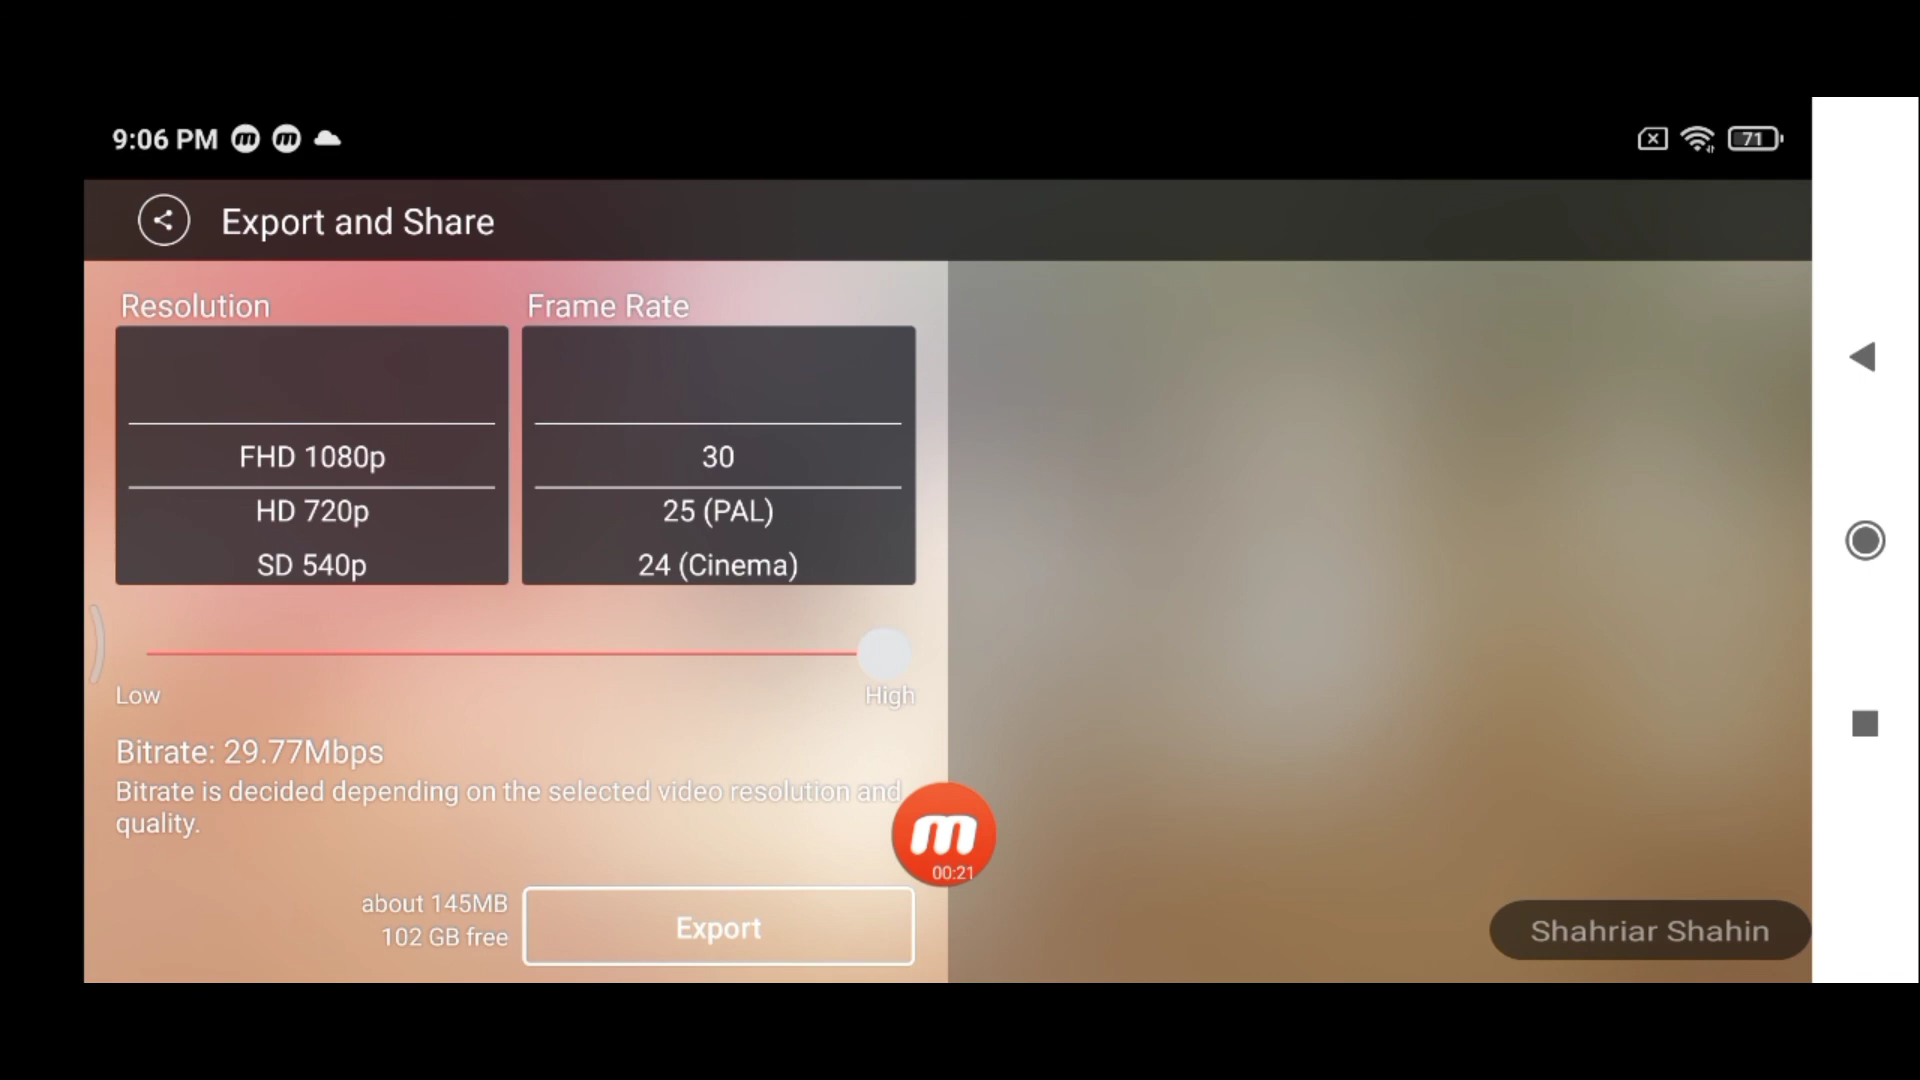 9:06 PM
71
Export and Share
Resolution
Frame Rate
FHD 1080p
HD 720p
SD 540p
30
25 (PAL)
24 (Cinema)
Low
High
Bitrate: 29.77Mbps
Bitrate is decided depending on the selected video resolution and
quality.
00:21
about 145MB
102 GB free
Export
Shahriar Shahin